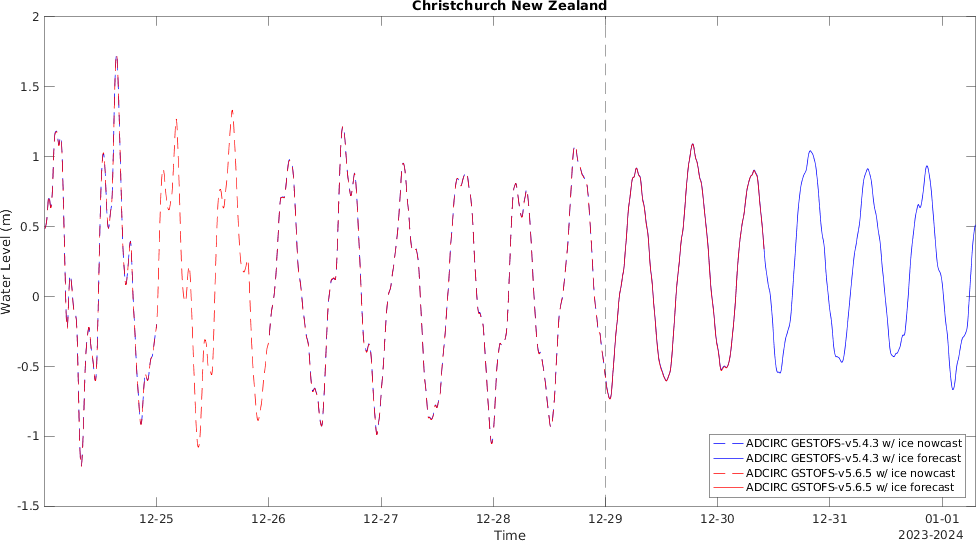 Christchurch New Zealand
Water Level (m)
2
1.5
1
0.5
0
-0.5
-1
-1.5
12-25
12-26
12-27
12-28
12-29
12-30
12-31
01-01
Time
2023-2024
ADCIRC GESTOFS-v5.4.3 w/ ice nowcast
ADCIRC GESTOFS-v5.4.3 w/ ice forecast
ADCIRC GSTOFS-v5.6.5 w/ ice nowcast
ADCIRC GSTOFS-v5.6.5 w/ ice forecast